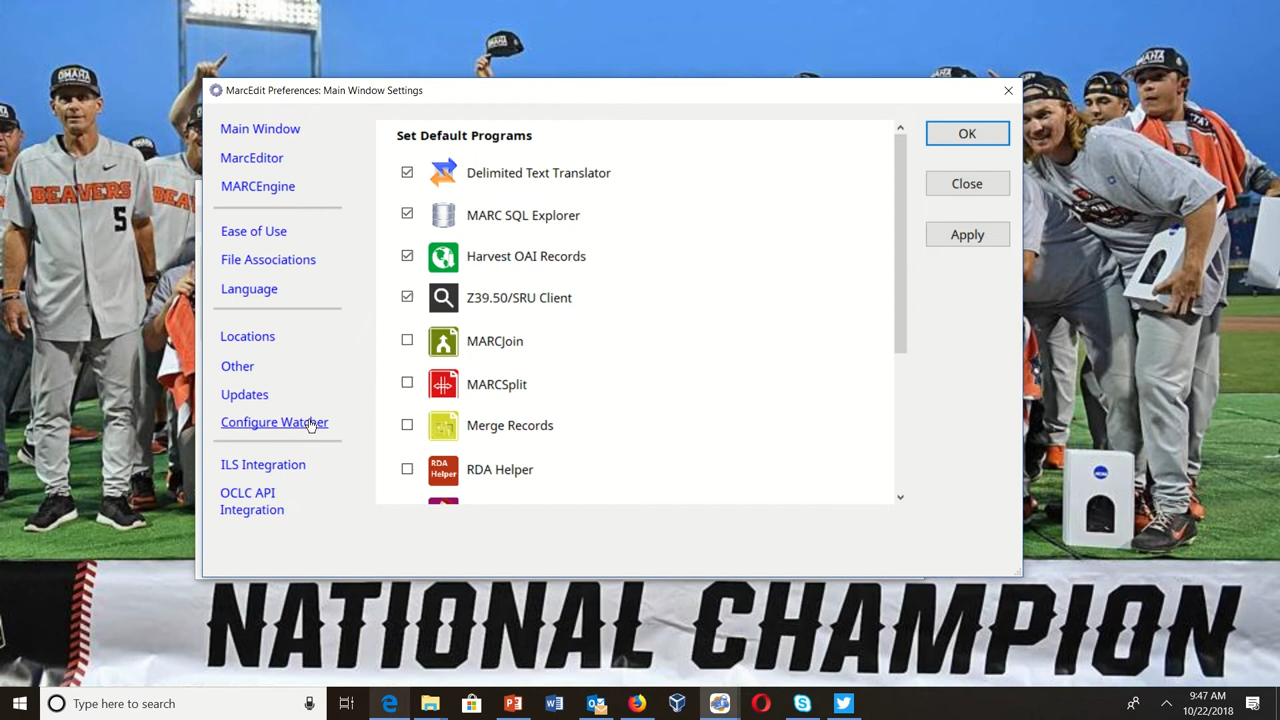 OMAHA
BEAVERS
5
MarcEdit Preferences: Main Window Settings
Main Window
MarcEditor
MARCEngine
Ease of Use
File Associations
Language
Locations
Other
Updates
Configure Watcher
ILS Integration
OCLC API
Integration
Set Default Programs
Delimited Text Translator
MARC SQL Explorer
Harvest OAI Records
Z39.50/SRU Client
MARCJoin
MARCSplit
Merge Records
RDA
Helper
RDA Helper
OK
Close
Apply
NATIONAL CHAMPION
Type here to search
9:47 AM
10/22/2018